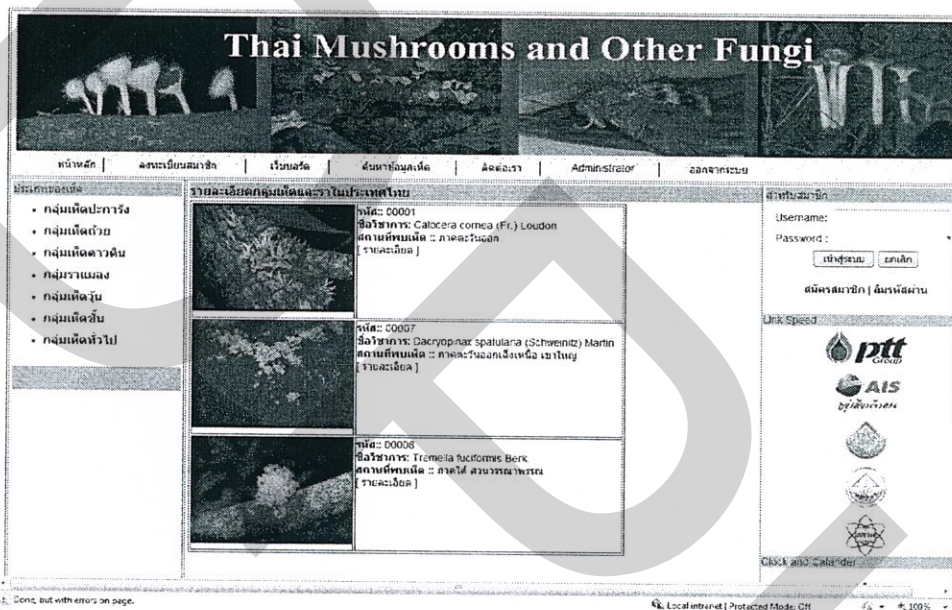 Thai Mushrooms and Other Fungi
หน้าหลัก | ลงทะเบียนสมาชิก | เว็บบอร์ด | ค้นหาข้อมูลเห็ด | ติดต่อเรา | Administrator | ออกจากระบบ
ประเภทของเห็ด
กลุ่มเห็ดปะการัง
กลุ่มเห็ดถ้วย
กลุ่มเห็ดดาวดิน
กลุ่มราแมลง
กลุ่มเห็ดวุ้น
กลุ่มเห็ดชั้น
กลุ่มเห็ดทั่วไป
รายละเอียดกลุ่มเห็ดและราในประเทศไทย
รหัส:: 00001
ชื่อวิชาการ: Calocera cornea (Fr.) Loudon
สถานที่พบเห็ด :: ภาคตะวันออก
[ รายละเอียด ]
รหัส:: 00007
ชื่อวิชาการ: Dacryopinax spatularia (Schweinitz) Martin
สถานที่พบเห็ด :: ภาคตะวันออกเฉียงเหนือ เขาใหญ่
[ รายละเอียด ]
รหัส:: 00008
ชื่อวิชาการ: Tremella fuciformis Berk.
สถานที่พบเห็ด :: ภาคใต้ สวนวรรณาพรรณ
[ รายละเอียด ]
สำหรับสมาชิก
Username:
Password :
เข้าสู่ระบบ ยกเลิก
สมัครสมาชิก | ลืมรหัสผ่าน
Link Speed
ptt
Group
AIS
Clock and Calander
Done, but with errors on page.
Local intranet | Protected Mode: Off
100%